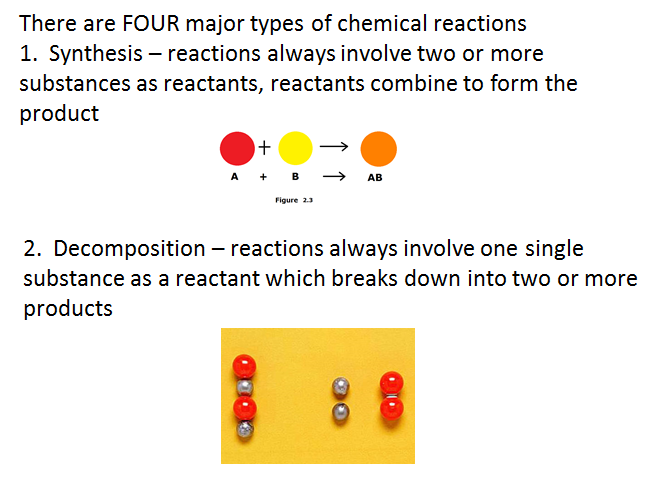 There are FOUR major types of chemical reactions
1. Synthesis – reactions always involve two or more
substances as reactants, reactants combine to form the
product
+ →
A + B → AB
Figure 2.3
2. Decomposition – reactions always involve one single
substance as a reactant which breaks down into two or more
products